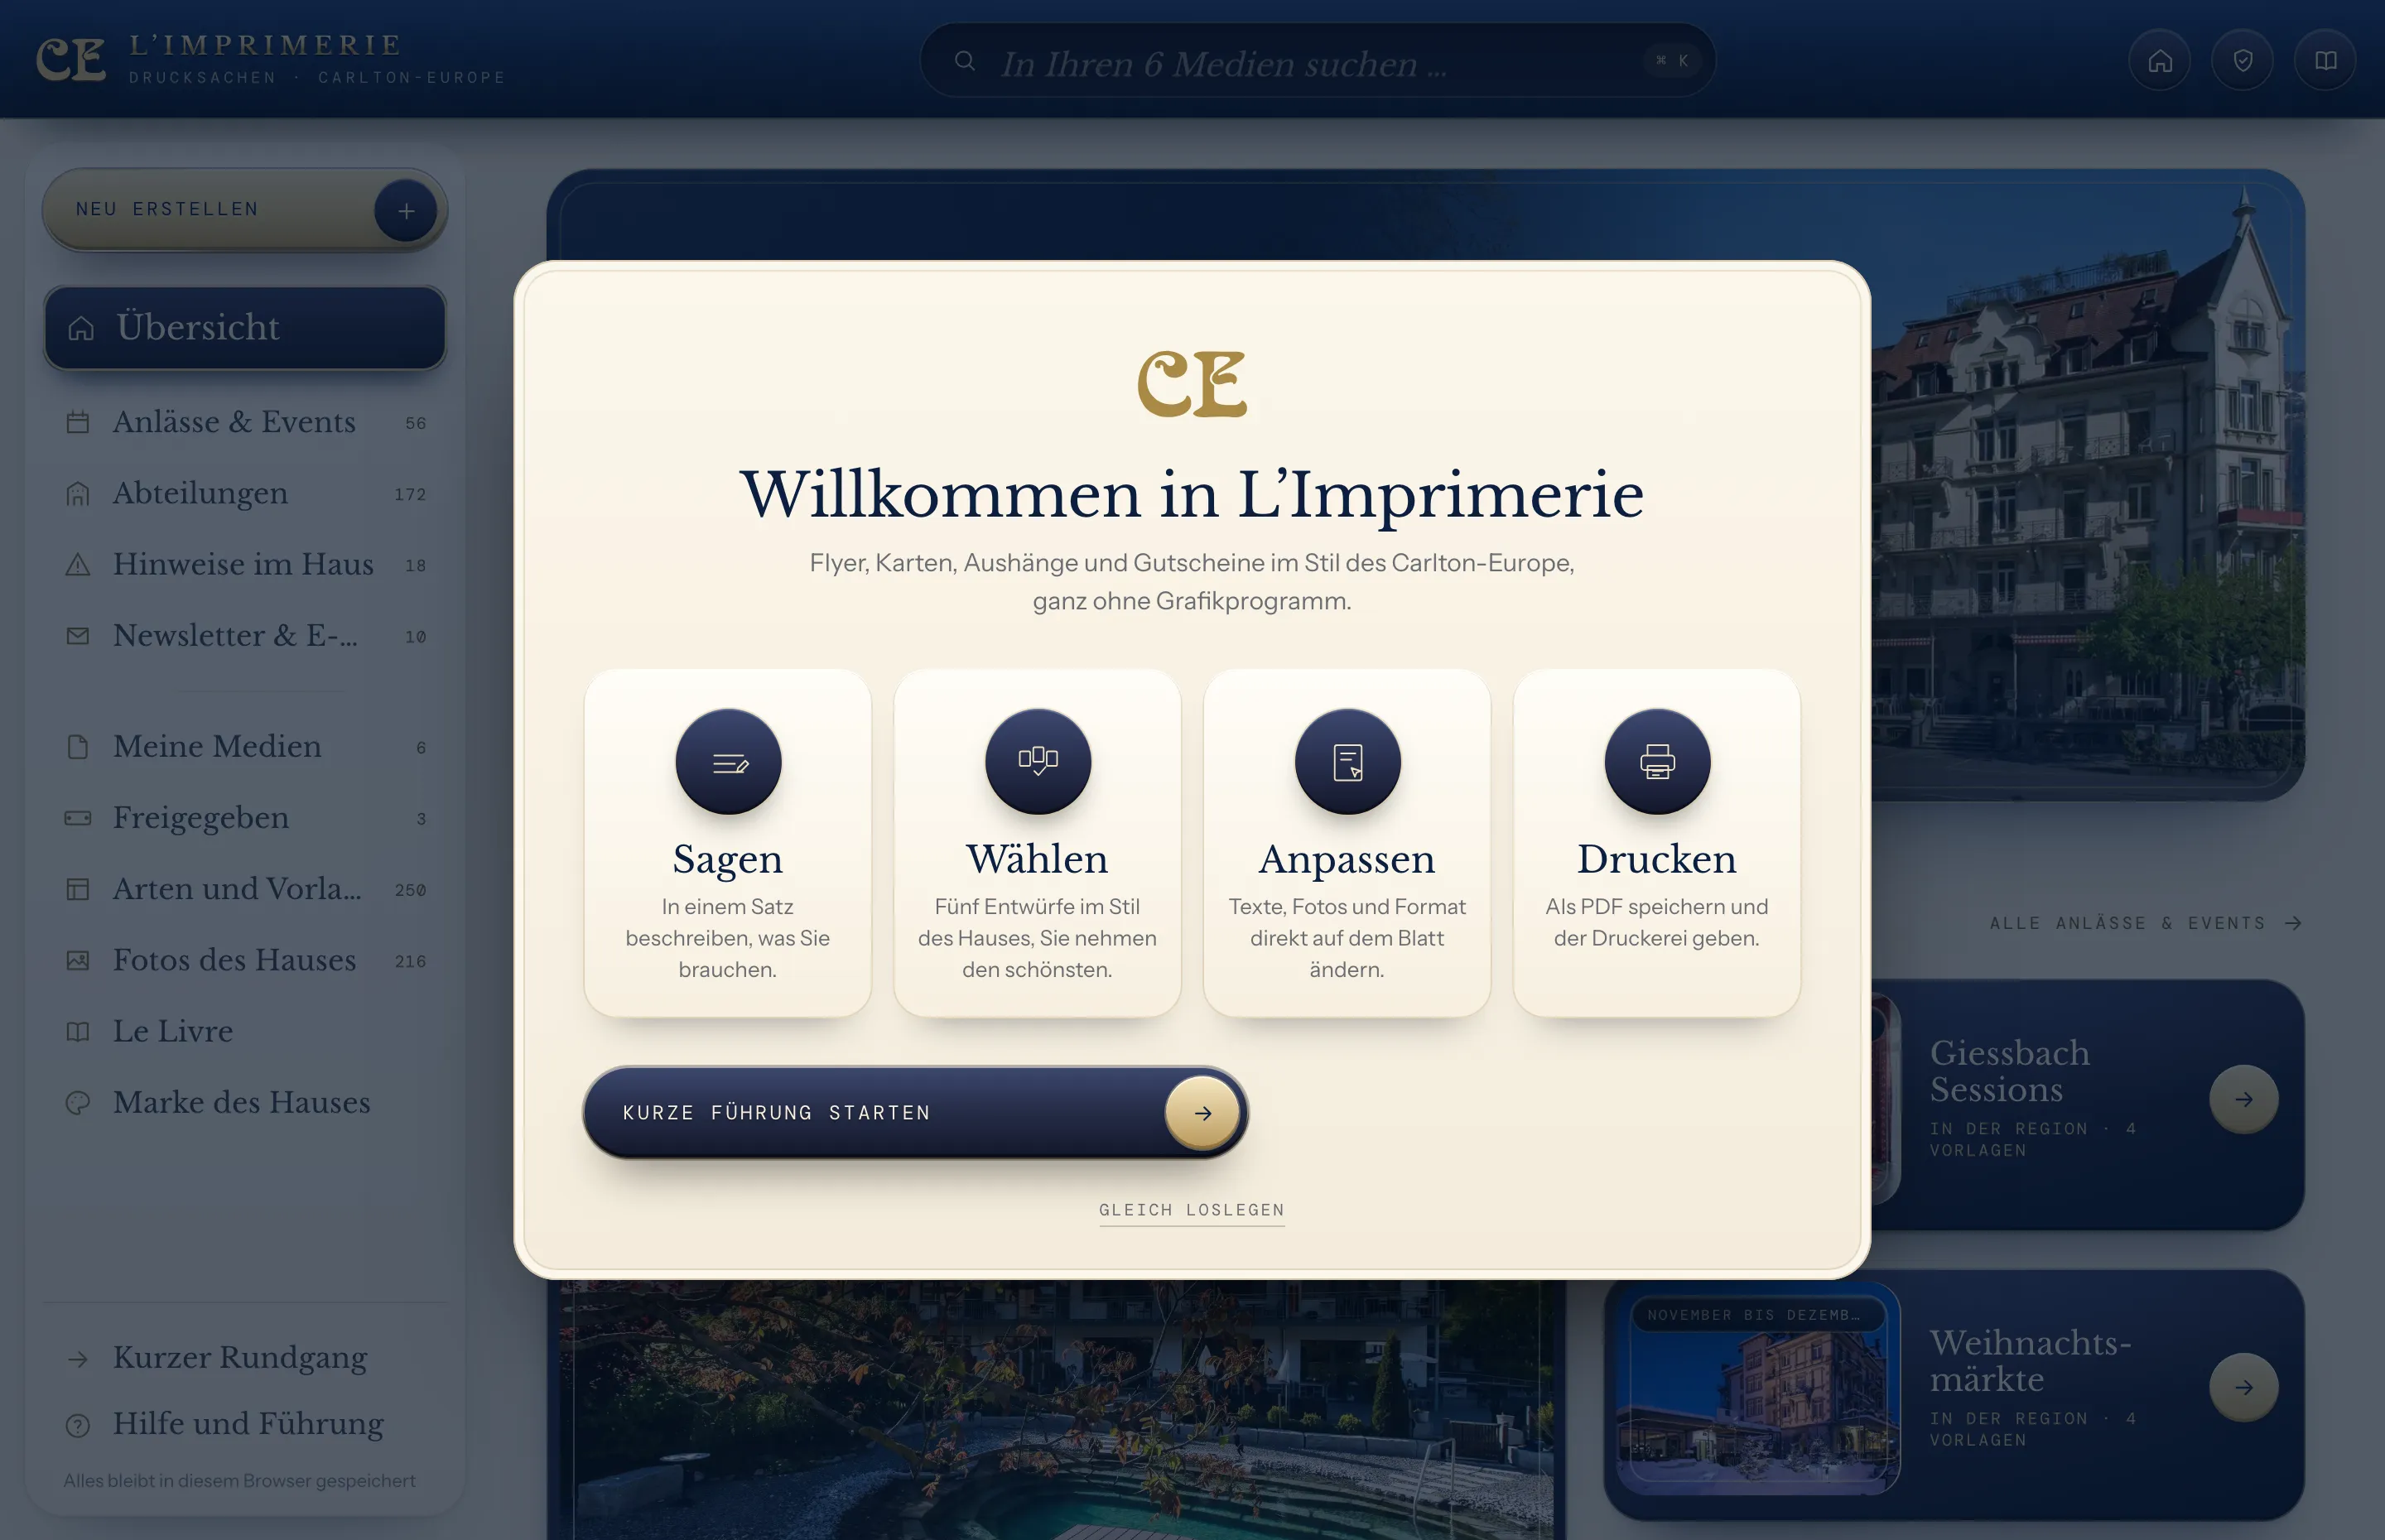 CE
L’IMPRIMERIE
DRUCKSACHEN · CARLTON-EUROPE
In Ihren 6 Medien suchen …
⌘ K
NEU ERSTELLEN
Übersicht
Anlässe & Events 56
Abteilungen 172
Hinweise im Haus 18
Newsletter & E-… 10
Meine Medien 6
Freigegeben 3
Arten und Vorla… 250
Fotos des Hauses 216
Le Livre
Marke des Hauses
Kurzer Rundgang
Hilfe und Führung
Alles bleibt in diesem Browser gespeichert
CE
Willkommen in L’Imprimerie
Flyer, Karten, Aushänge und Gutscheine im Stil des Carlton-Europe,
ganz ohne Grafikprogramm.
Sagen
In einem Satz
beschreiben, was Sie
brauchen.
Wählen
Fünf Entwürfe im Stil
des Hauses, Sie nehmen
den schönsten.
Anpassen
Texte, Fotos und Format
direkt auf dem Blatt
ändern.
Drucken
Als PDF speichern und
der Druckerei geben.
KURZE FÜHRUNG STARTEN
GLEICH LOSLEGEN
ALLE ANLÄSSE & EVENTS
Giessbach
Sessions
IN DER REGION · 4
VORLAGEN
NOVEMBER BIS DEZEMB…
Weihnachts-
märkte
IN DER REGION · 4
VORLAGEN